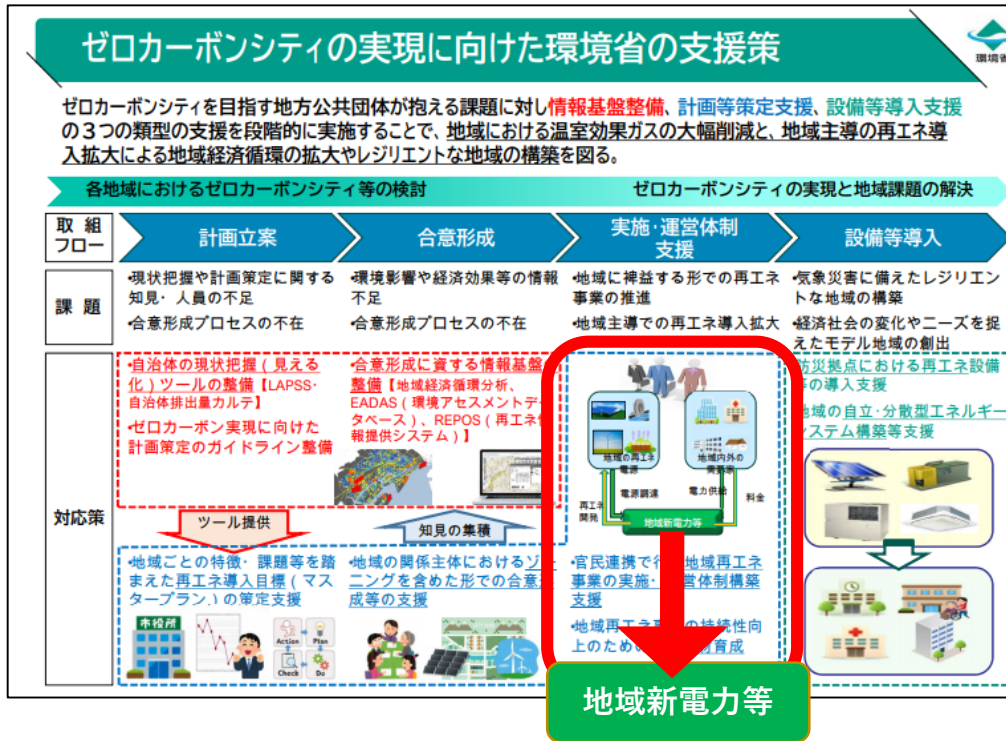 ゼロカーボンシティの実現に向けた環境省の支援策
環境省
ゼロカーボンシティを目指す地方公共団体が抱える課題に対し情報基盤整備、計画等策定支援、設備等導入支援
の3つの類型の支援を段階的に実施することで、地域における温室効果ガスの大幅削減と、地域主導の再エネ導
入拡大による地域経済循環の拡大やレジリエントな地域の構築を図る。
各地域におけるゼロカーボンシティ等の検討
ゼロカーボンシティの実現と地域課題の解決
取組
フロー
計画立案
合意形成
実施・運営体制
支援
設備等導入
課題
・現状把握や計画策定に関する
知見・人員の不足
・合意形成プロセスの不在
・環境影響や経済効果等の情報
不足
・合意形成プロセスの不在
・地域に裨益する形での再エネ
事業の推進
・地域主導での再エネ導入拡大
・気象災害に備えたレジリエン
トな地域の構築
・経済社会の変化やニーズを捉
えたモデル地域の創出
対応策
・自治体の現状把握(見える
化)ツールの整備【LAPSS・
自治体排出量カルテ】
・ゼロカーボン実現に向けた
計画策定のガイドライン整備
・合意形成に資する情報基盤
整備【地域経済循環分析、
EADAS(環境アセスメントデー
タベース)、REPOS(再エネ情
報提供システム)】
ツール提供
知見の集積
・地域ごとの特徴・課題等を踏
まえた再エネ導入目標(マス
タープラン)の策定支援
市役所
Action
Plan
Check
Do
・地域の関係主体におけるゾー
ニングを含めた形での合意形
成等の支援
地域の再エネ
電源
地域内外の
需要家
電源調達
電力供給
料金
再エネ
開発
地域新電力等
・官民連携で行う地域再エネ
事業の実施・運営体制構築
支援
・地域再エネ事業の持続性向
上のための
育成
防災拠点における再エネ設備
等の導入支援
地域の自立・分散型エネルギー
システム構築等支援
地域新電力等